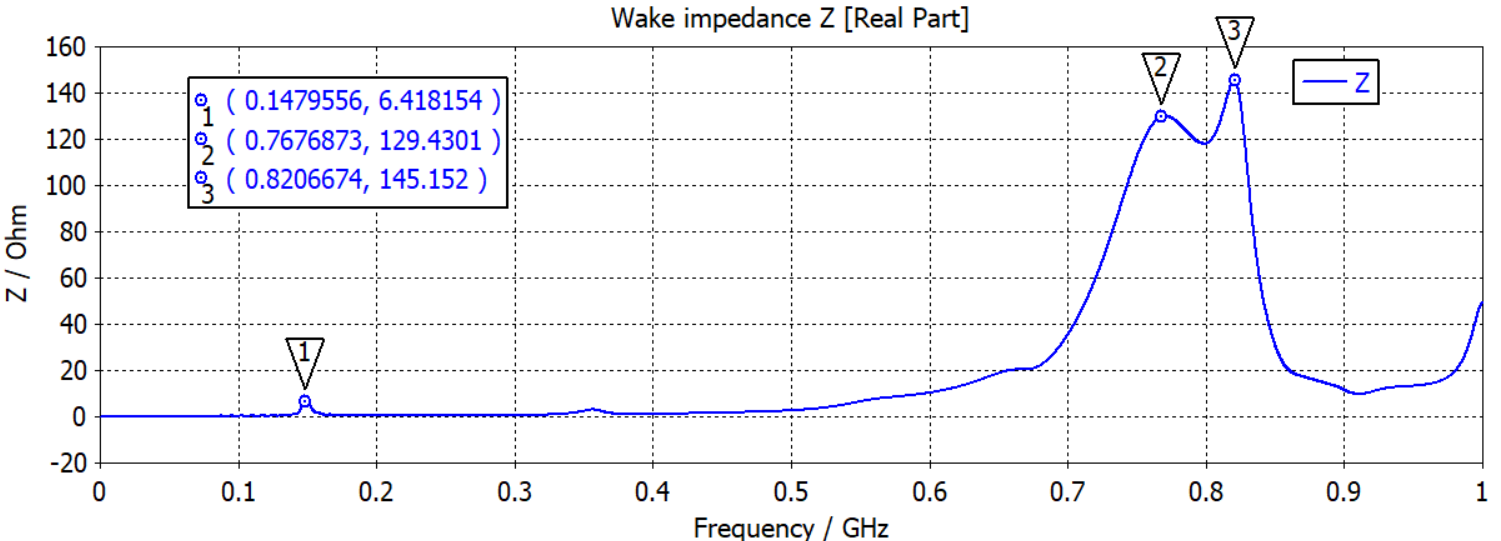 Wake impedance Z [Real Part]
160
140
120
100
80
60
40
20
0
-20
Z / Ohm
1 ( 0.1479556, 6.418154 )
2 ( 0.7676873, 129.4301 )
3 ( 0.8206674, 145.152 )
1
2
3
Z
0 0.1 0.2 0.3 0.4 0.5 0.6 0.7 0.8 0.9 1
Frequency / GHz